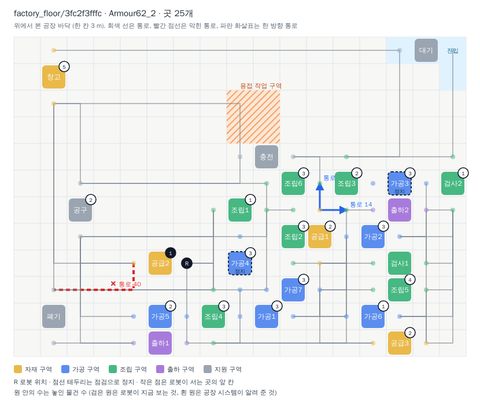 factory_floor/3fc2f3fffc · Armour62_2 · 곳 25개
위에서 본 공장 바닥 (한 칸 3 m). 회색 선은 통로, 빨간 점선은 막힌 통로, 파란 화살표는 한 방향 통로
대기
진입
창고
5
용접 작업 구역
충전
조립6
3
통로
조립3
2
가공3
3
검사2
1
공구
2
조립1
1
통로 14
출하2
조립2
3
공급1
2
가공2
3
공급2
1
R
가공4
3
검사1
✕ 통로 40
가공7
3
조립5
4
폐기
가공5
2
조립4
3
가공1
3
가공6
1
출하1
공급3
2
자재 구역
가공 구역
조립 구역
출하 구역
지원 구역
R 로봇 위치 · 점선 테두리는 점검으로 정지 · 작은 점은 로봇이 서는 곳의 앞 칸
원 안의 수는 놓인 물건 수 (검은 원은 로봇이 지금 보는 것, 흰 원은 공장 시스템이 알려 준 것)